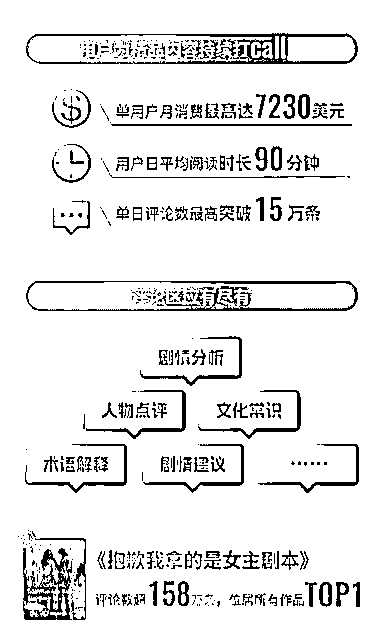 用户为精品内容持续打call
单用户月消费最高达7230美元
用户日平均阅读时长90分钟
单日评论数最高突破15万条
评论区应有尽有
剧情分析
人物点评 文化常识
术语解释 剧情建议 ……
《抱歉我拿的是女主剧本》
评论数超158万条，位居所有作品TOP1